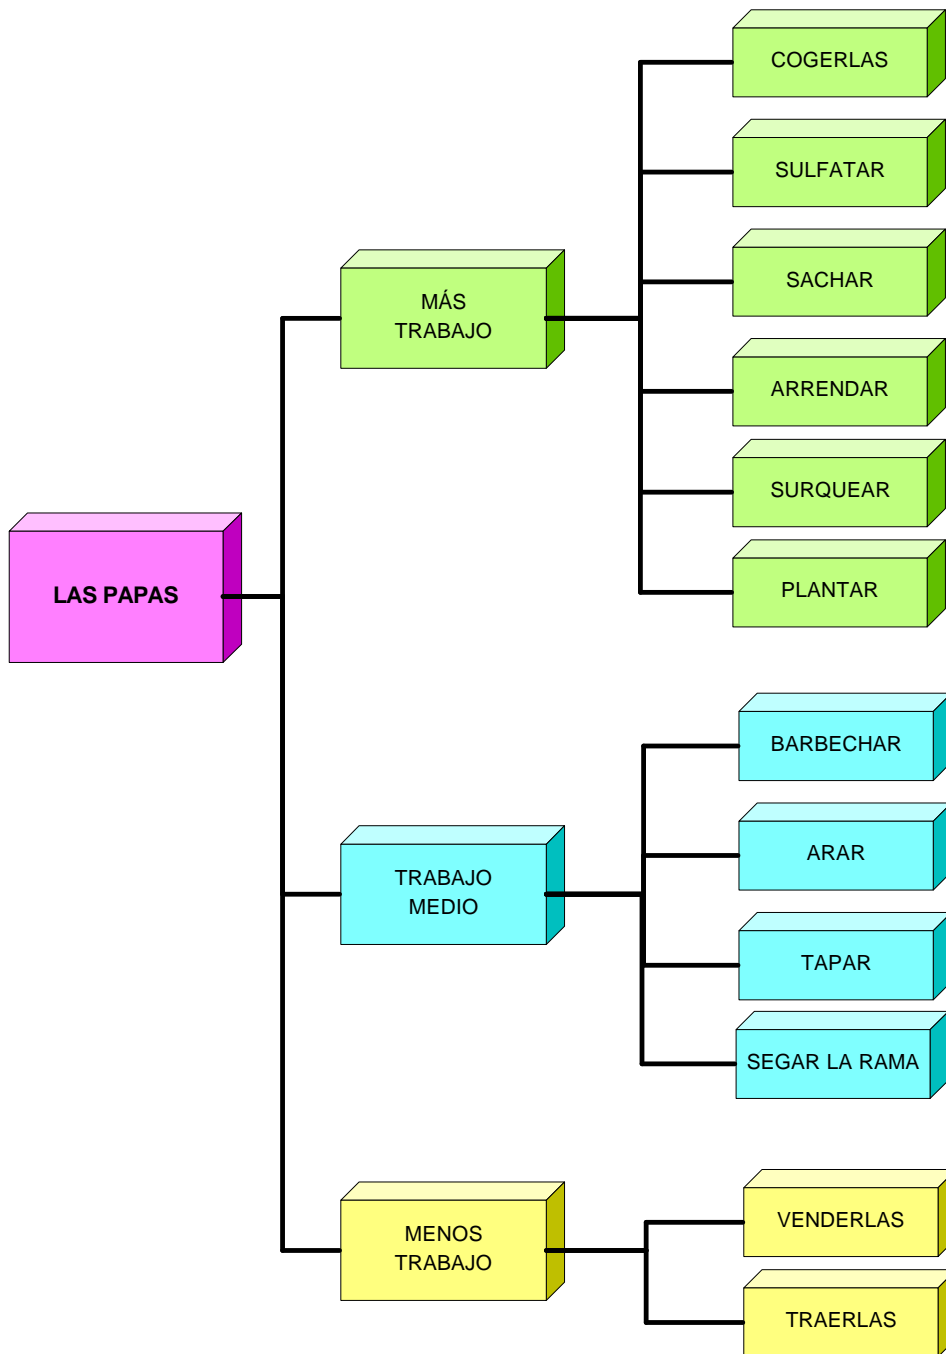 LAS PAPAS
MÁS
TRABAJO
COGERLAS
SULFATAR
SACHAR
ARRENDAR
SURQUEAR
PLANTAR
TRABAJO
MEDIO
BARBECHAR
ARAR
TAPAR
SEGAR LA RAMA
MENOS
TRABAJO
VENDERLAS
TRAERLAS